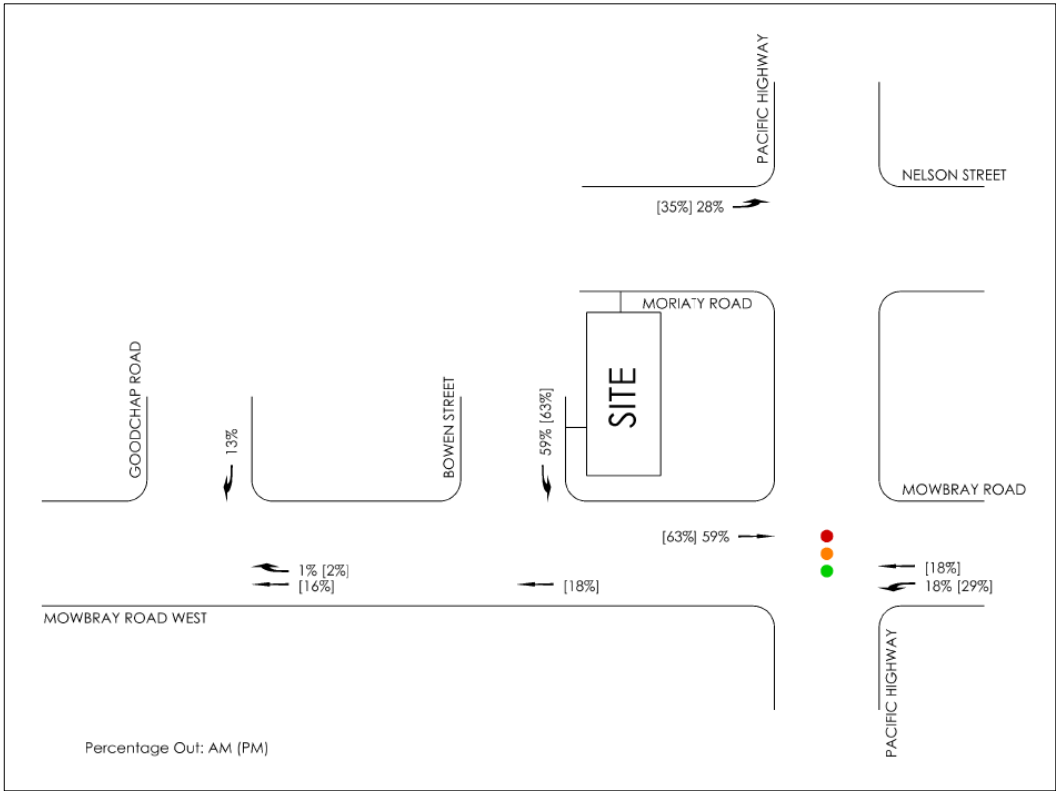 PACIFIC HIGHWAY
NELSON STREET
[35%] 28%
MORIATY ROAD
GOODCHAP ROAD
13%
BOWEN STREET
59% [63%]
SITE
MOWBRAY ROAD
[63%] 59%
1% [2%]
[16%]
[18%]
[18%]
18% [29%]
MOWBRAY ROAD WEST
PACIFIC HIGHWAY
Percentage Out: AM (PM)